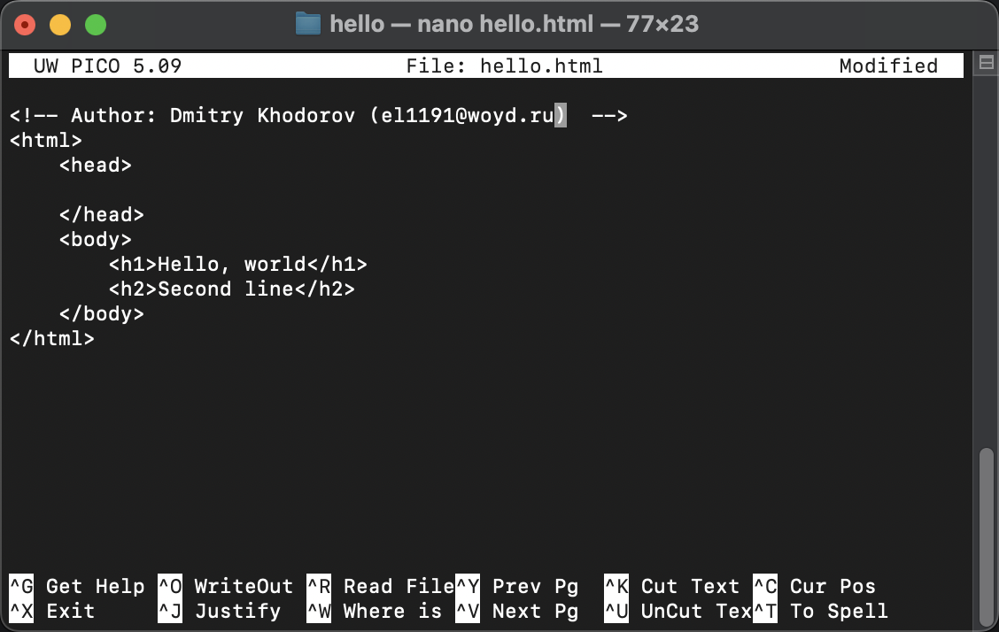 hello — nano hello.html — 77×23
UW PICO 5.09 File: hello.html Modified
<!-- Author: Dmitry Khodorov (el1191@woyd.ru)  -->
<html>
    <head>

    </head>
    <body>
        <h1>Hello, world</h1>
        <h2>Second line</h2>
    </body>
</html>
^G Get Help ^O WriteOut ^R Read File^Y Prev Pg ^K Cut Text ^C Cur Pos
^X Exit ^J Justify ^W Where is ^V Next Pg ^U UnCut Tex^T To Spell